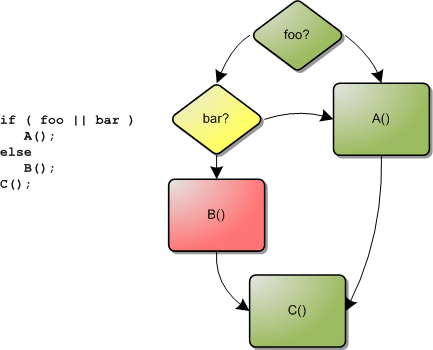 foo?
bar?
A()
if ( foo || bar )
   A();
else
   B();
C();
B()
C()